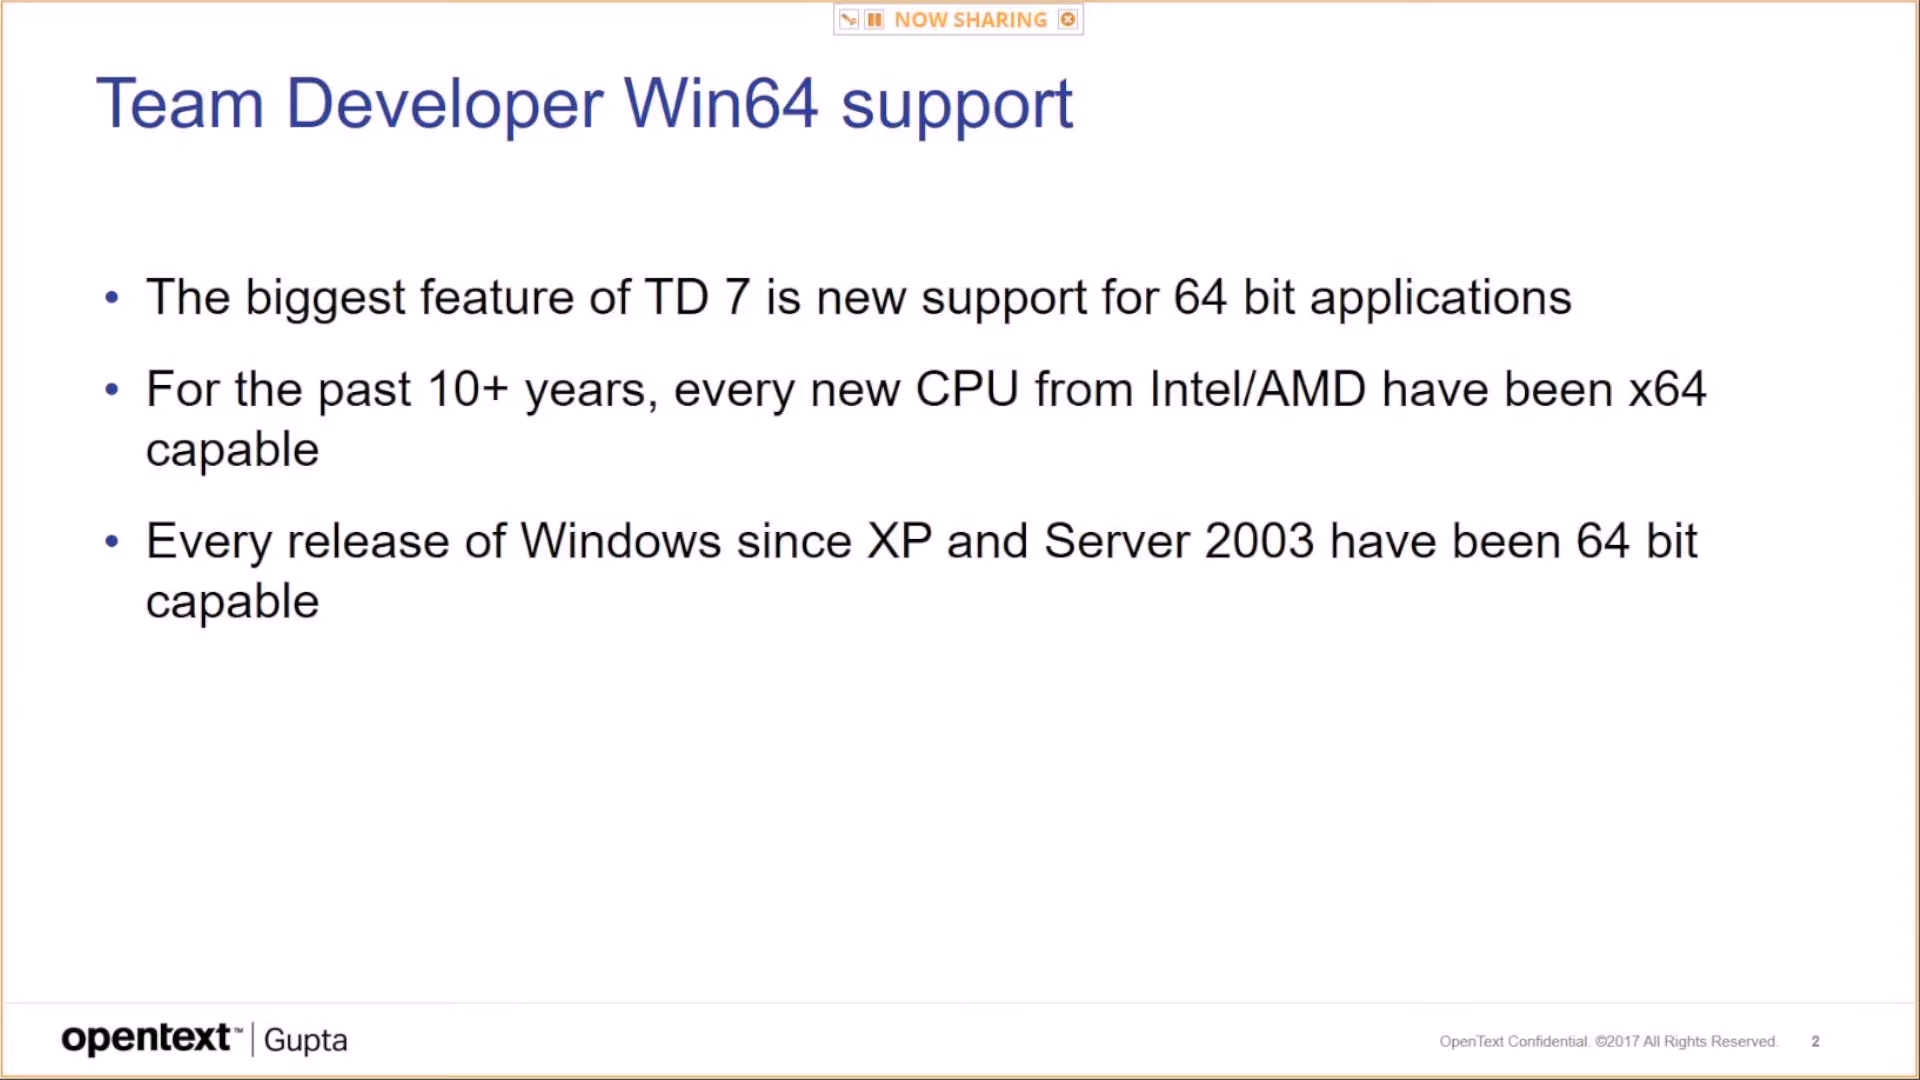 NOW SHARING
Team Developer Win64 support
• The biggest feature of TD 7 is new support for 64 bit applications
• For the past 10+ years, every new CPU from Intel/AMD have been x64
capable
• Every release of Windows since XP and Server 2003 have been 64 bit
capable
opentext™ | Gupta
OpenText Confidential. ©2017 All Rights Reserved. 2